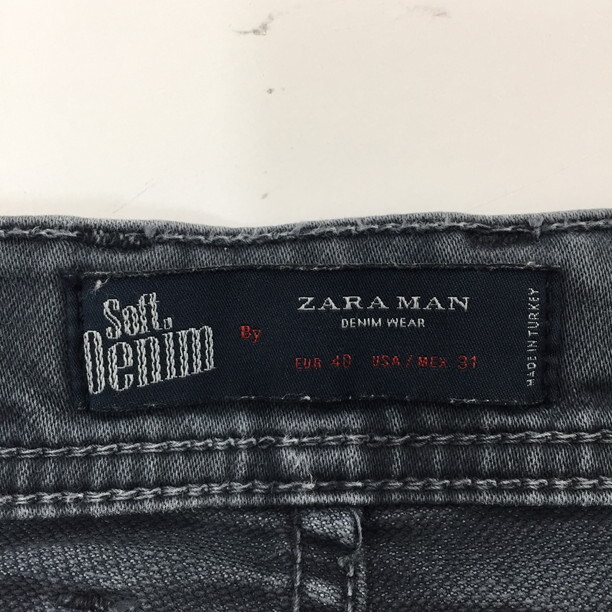 Soft.
Denim
By
ZARA MAN
DENIM WEAR
EUR 40 USA / MEX 31
MADE IN TURKEY